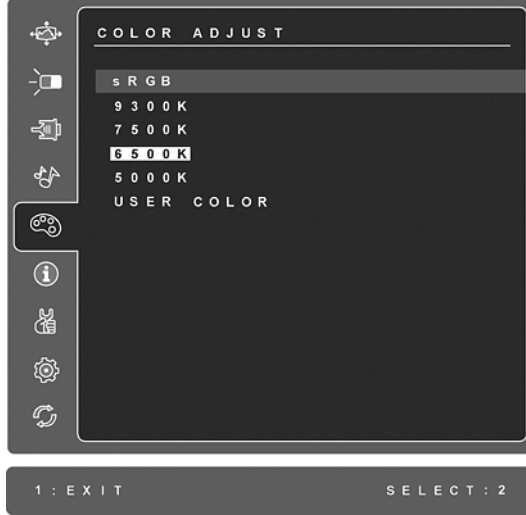 COLOR ADJUST
sRGB
9300K
7500K
6500K
5000K
USER COLOR
1:EXIT SELECT:2